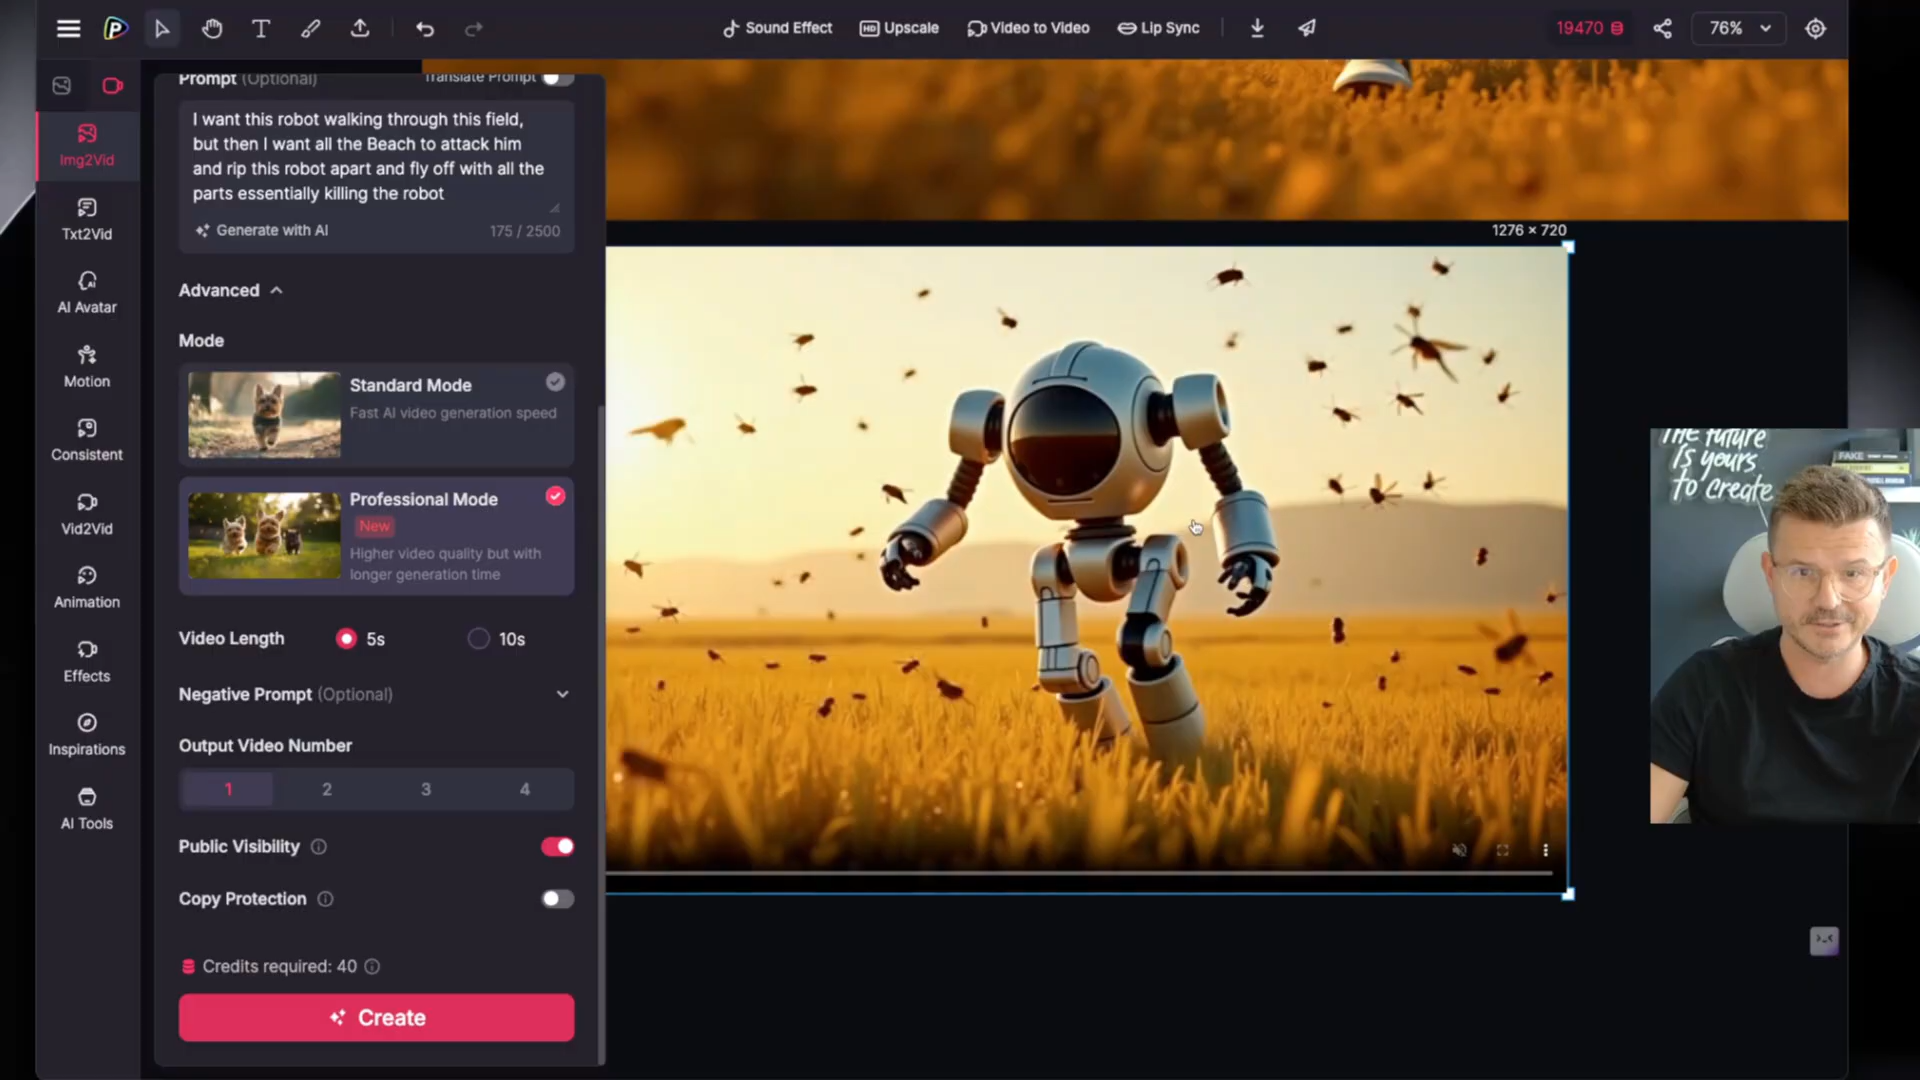 Sound Effect
HD Upscale
Video to Video
Lip Sync
19470
76%
Prompt (Optional)
Translate Prompt
I want this robot walking through this field,
but then I want all the Beach to attack him
and rip this robot apart and fly off with all the
parts essentially killing the robot
Generate with AI
175 / 2500
Advanced
Mode
Standard Mode
Fast AI video generation speed
Professional Mode
New
Higher video quality but with
longer generation time
Video Length
5s
10s
Negative Prompt (Optional)
Output Video Number
1
2
3
4
Public Visibility
Copy Protection
Credits required: 40
Create
Img2Vid
Txt2Vid
AI Avatar
Motion
Consistent
Vid2Vid
Animation
Effects
Inspirations
AI Tools
1276 × 720
THE future
Is yours
to create
FAKE